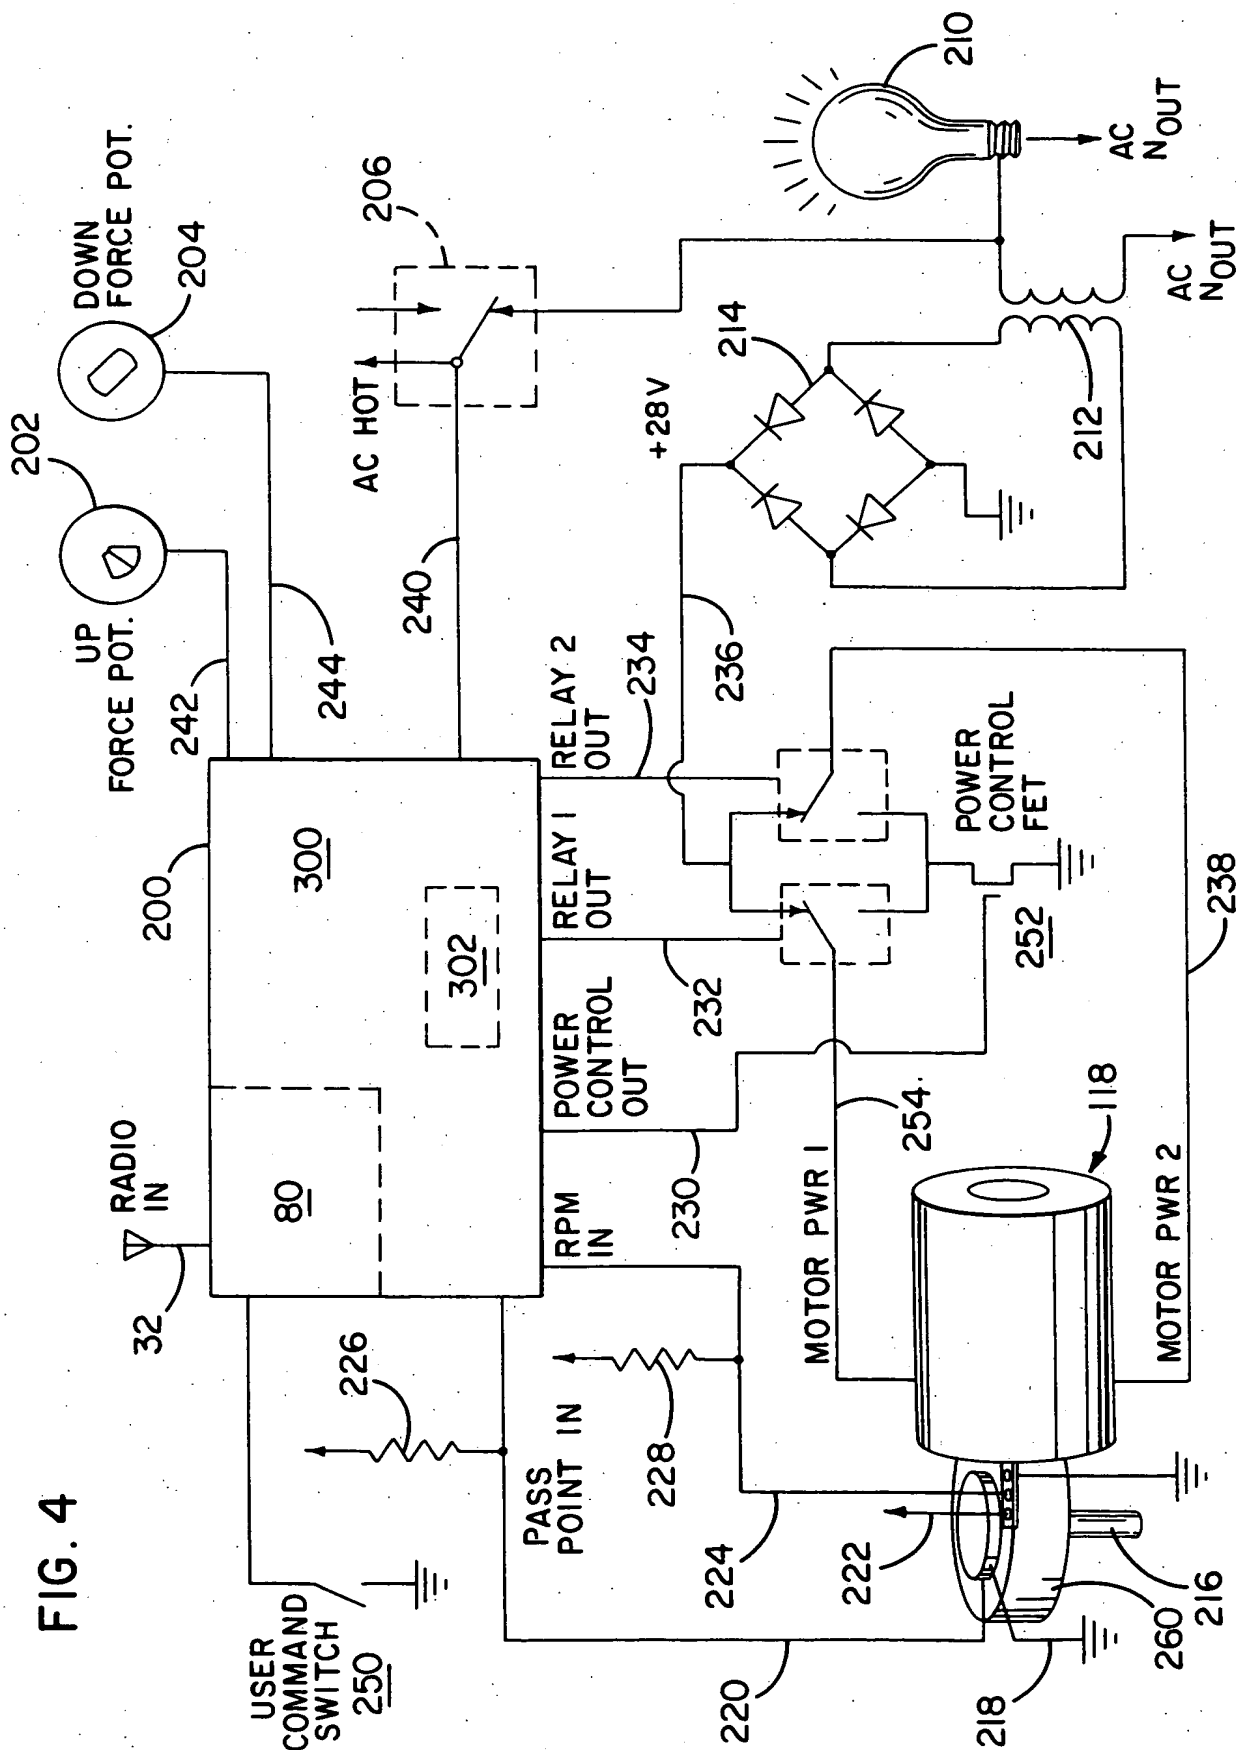 FIG. 4
32
RADIO
IN
200
UP
FORCE POT.
202
DOWN
FORCE POT.
204
242
244
80
300
302
206
AC HOT
240
USER
COMMAND
SWITCH
250
226
PASS
POINT IN
228
RPM
IN
POWER
CONTROL
OUT
RELAY 1
OUT
RELAY 2
OUT
230
232
234
236
+28V
214
210
AC
NOUT
212
AC
NOUT
220
224
222
218
260
216
MOTOR PWR 1
MOTOR PWR 2
118
254
252
POWER
CONTROL
FET
238